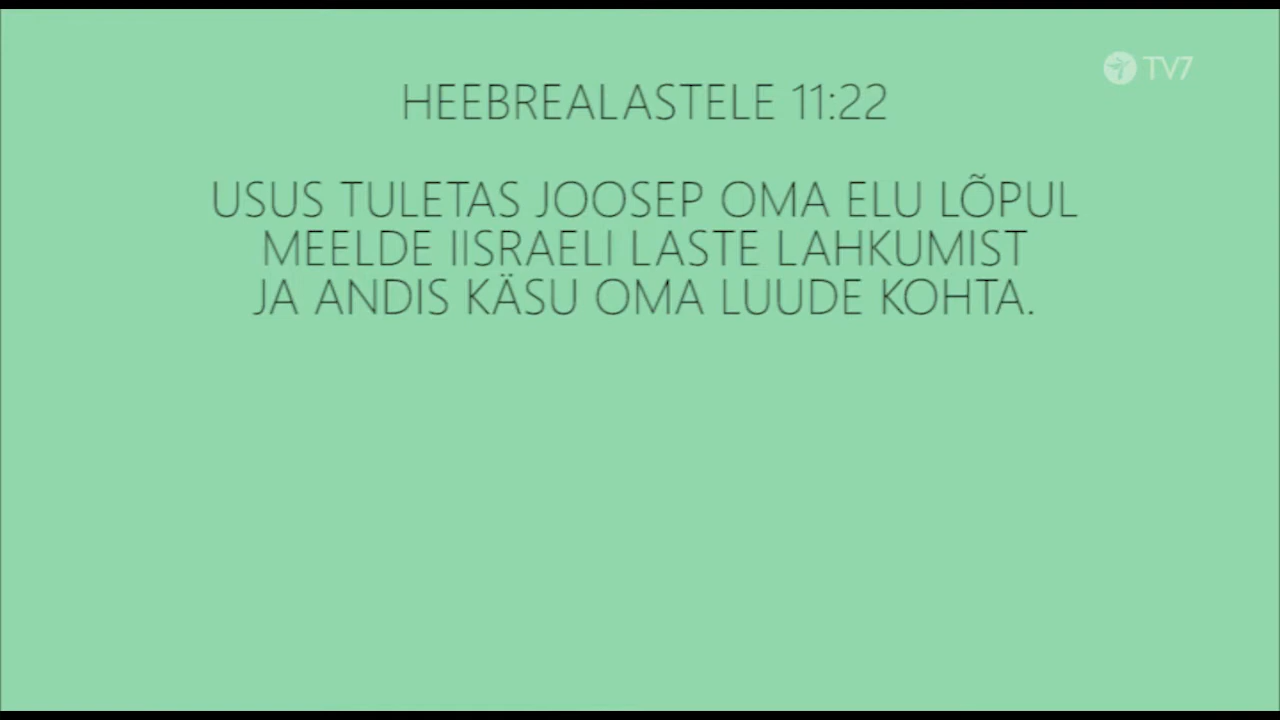 TV7
HEEBREALASTELE 11:22
USUS TULETAS JOOSEP OMA ELU LÕPUL
MEELDE IISRAELI LASTE LAHKUMIST
JA ANDIS KÄSU OMA LUUDE KOHTA.